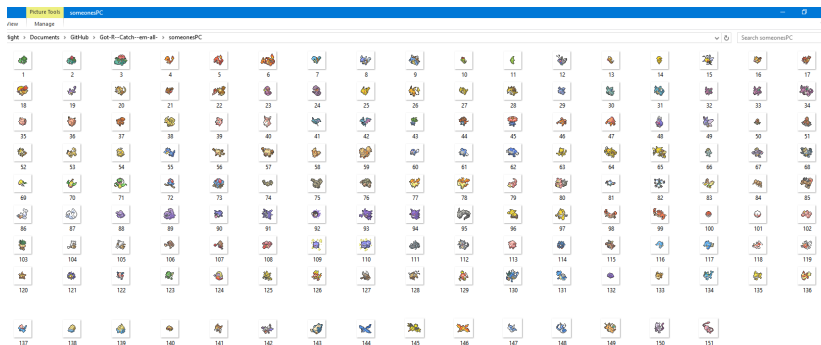 Picture Tools someonesPC
View Manage
light › Documents › GitHub › Got-R--Catch--em-all- › someonesPC Search someonesPC
1 2 3 4 5 6 7 8 9 10 11 12 13 14 15 16 17
18 19 20 21 22 23 24 25 26 27 28 29 30 31 32 33 34
35 36 37 38 39 40 41 42 43 44 45 46 47 48 49 50 51
52 53 54 55 56 57 58 59 60 61 62 63 64 65 66 67 68
69 70 71 72 73 74 75 76 77 78 79 80 81 82 83 84 85
86 87 88 89 90 91 92 93 94 95 96 97 98 99 100 101 102
103 104 105 106 107 108 109 110 111 112 113 114 115 116 117 118 119
120 121 122 123 124 125 126 127 128 129 130 131 132 133 134 135 136
137 138 139 140 141 142 143 144 145 146 147 148 149 150 151